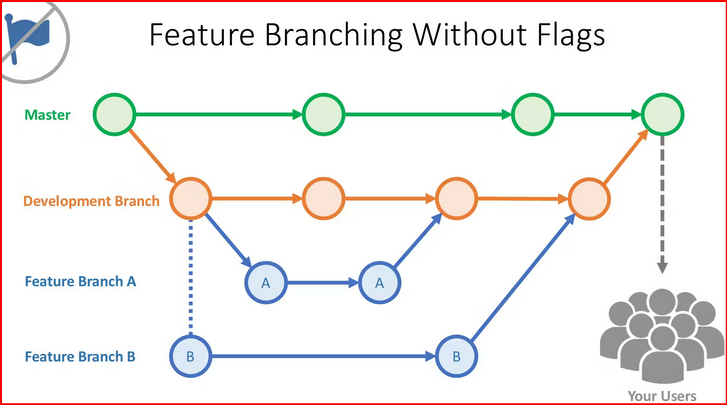 Feature Branching Without Flags
Master
Development Branch
Feature Branch A
A
A
Feature Branch B
B
B
Your Users